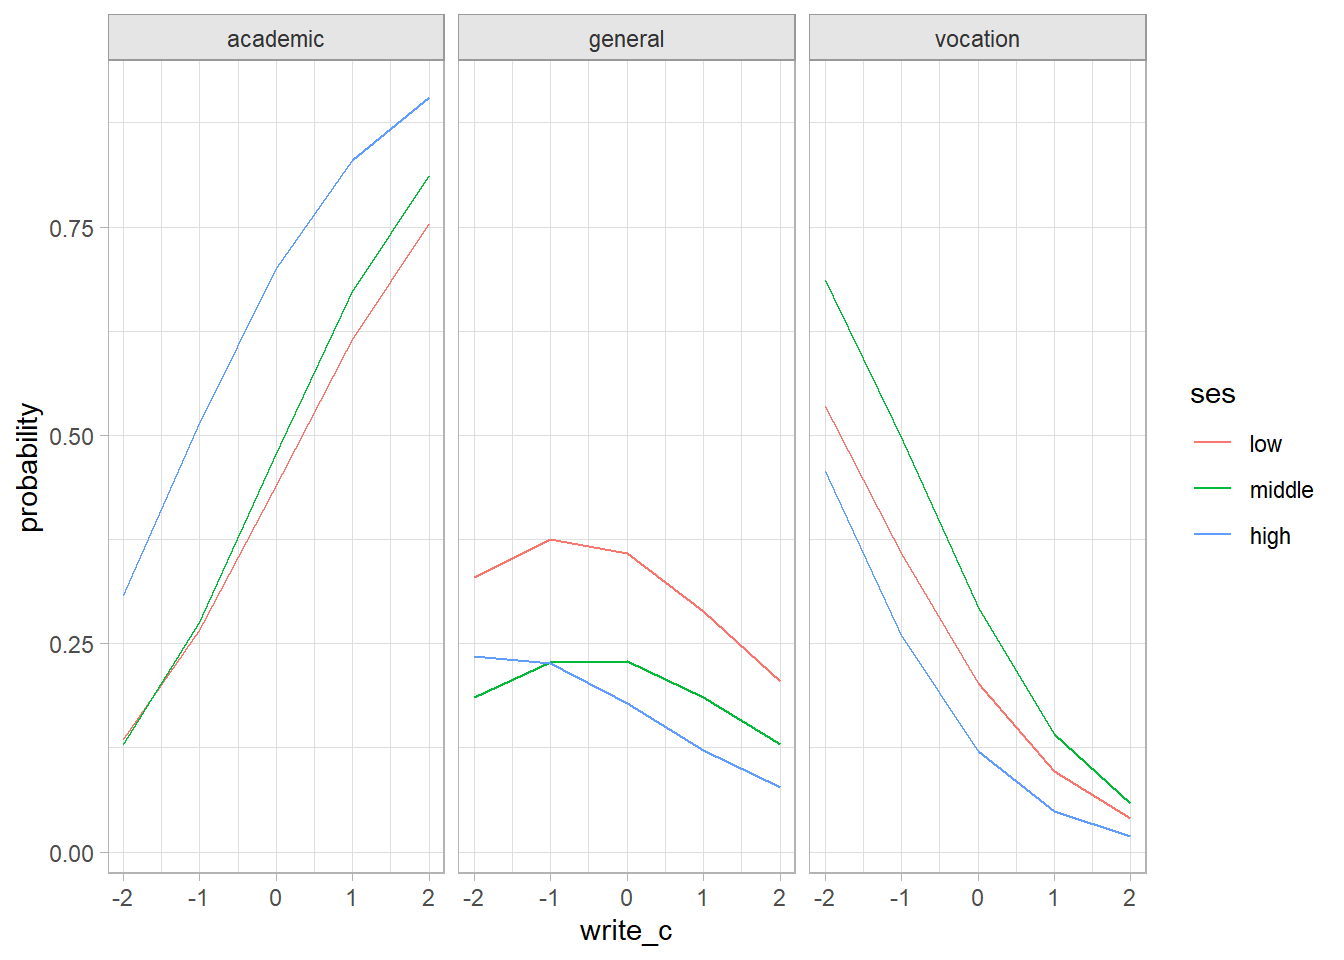 academic general vocation
probability
0.75
0.50
0.25
0.00
-2 -1 0 1 2 -2 -1 0 1 2 -2 -1 0 1 2
write_c
ses
low
middle
high